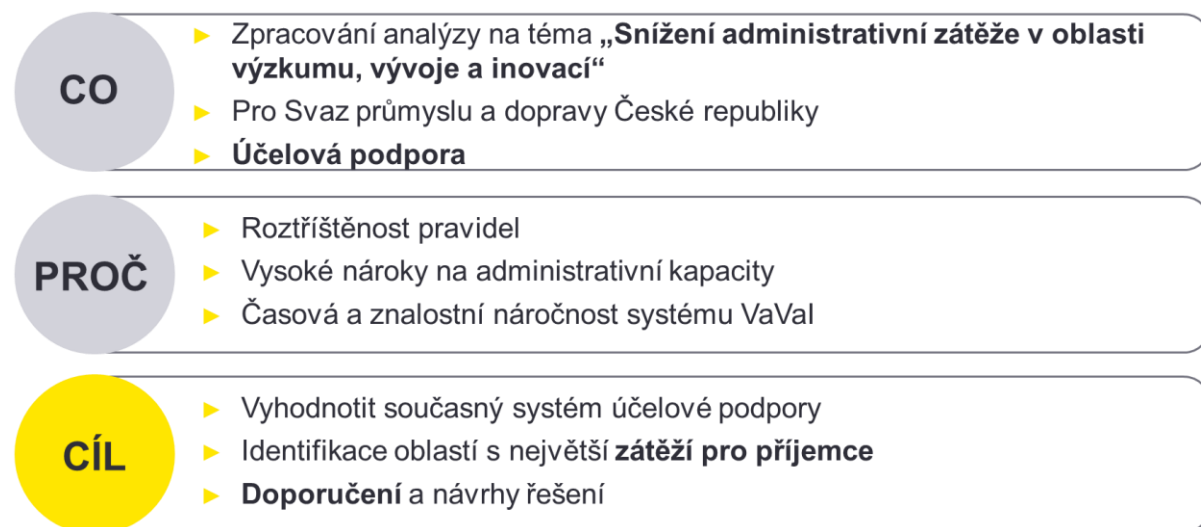 CO
► Zpracování analýzy na téma „Snížení administrativní zátěže v oblasti
výzkumu, vývoje a inovací“
► Pro Svaz průmyslu a dopravy České republiky
► Účelová podpora
PROČ
► Roztříštěnost pravidel
► Vysoké nároky na administrativní kapacity
► Časová a znalostní náročnost systému VaVaI
CÍL
► Vyhodnotit současný systém účelové podpory
► Identifikace oblastí s největší zátěží pro příjemce
► Doporučení a návrhy řešení